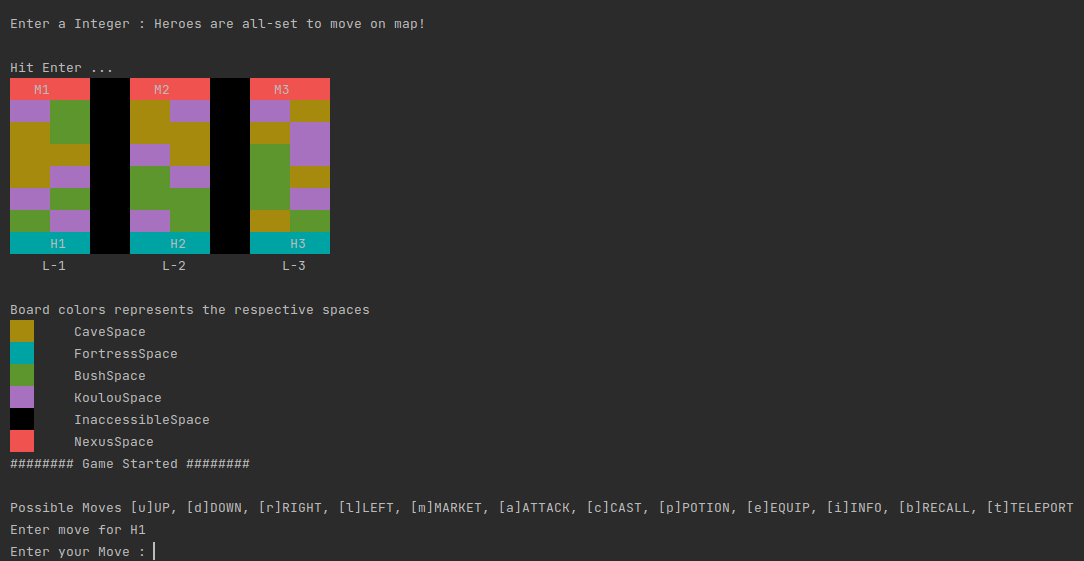 Enter a Integer : Heroes are all-set to move on map!
Hit Enter ...
M1 M2 M3
H1 H2 H3
L-1 L-2 L-3
Board colors represents the respective spaces
CaveSpace
FortressSpace
BushSpace
KoulouSpace
InaccessibleSpace
NexusSpace
######## Game Started ########
Possible Moves [u]UP, [d]DOWN, [r]RIGHT, [l]LEFT, [m]MARKET, [a]ATTACK, [c]CAST, [p]POTION, [e]EQUIP, [i]INFO, [b]RECALL, [t]TELEPORT
Enter move for H1
Enter your Move :